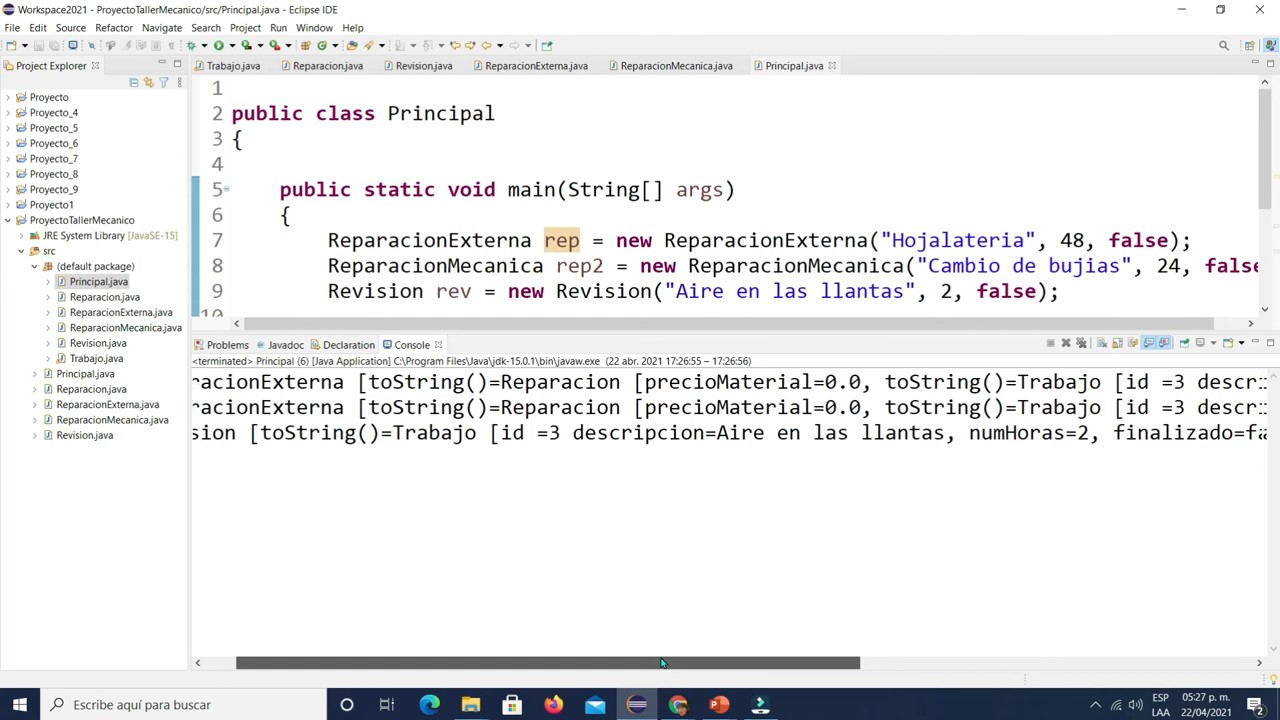 Workspace2021 - ProyectoTallerMecanico/src/Principal.java - Eclipse IDE
File Edit Source Refactor Navigate Search Project Run Window Help
Project Explorer
Trabajo.java Reparacion.java Revision.java ReparacionExterna.java ReparacionMecanica.java Principal.java
Proyecto
Proyecto_4
Proyecto_5
Proyecto_6
Proyecto_7
Proyecto_8
Proyecto_9
Proyecto1
ProyectoTallerMecanico
JRE System Library [JavaSE-15]
src
(default package)
Principal.java
Reparacion.java
ReparacionExterna.java
ReparacionMecanica.java
Revision.java
Trabajo.java
Principal.java
Reparacion.java
ReparacionExterna.java
ReparacionMecanica.java
Revision.java
1
2 public class Principal
3 {
4
5 public static void main(String[] args)
6 {
7 ReparacionExterna rep = new ReparacionExterna("Hojalateria", 48, false);
8 ReparacionMecanica rep2 = new ReparacionMecanica("Cambio de bujias", 24, false
9 Revision rev = new Revision("Aire en las llantas", 2, false);
10
Problems Javadoc Declaration Console
<terminated> Principal (6) [Java Application] C:\Program Files\Java\jdk-15.0.1\bin\javaw.exe (22 abr. 2021 17:26:55 – 17:26:56)
racionExterna [toString()=Reparacion [precioMaterial=0.0, toString()=Trabajo [id =3 descri
racionExterna [toString()=Reparacion [precioMaterial=0.0, toString()=Trabajo [id =3 descri
sion [toString()=Trabajo [id =3 descripcion=Aire en las llantas, numHoras=2, finalizado=fa
Escribe aquí para buscar
ESP
LAA
05:27 p. m.
22/04/2021
2